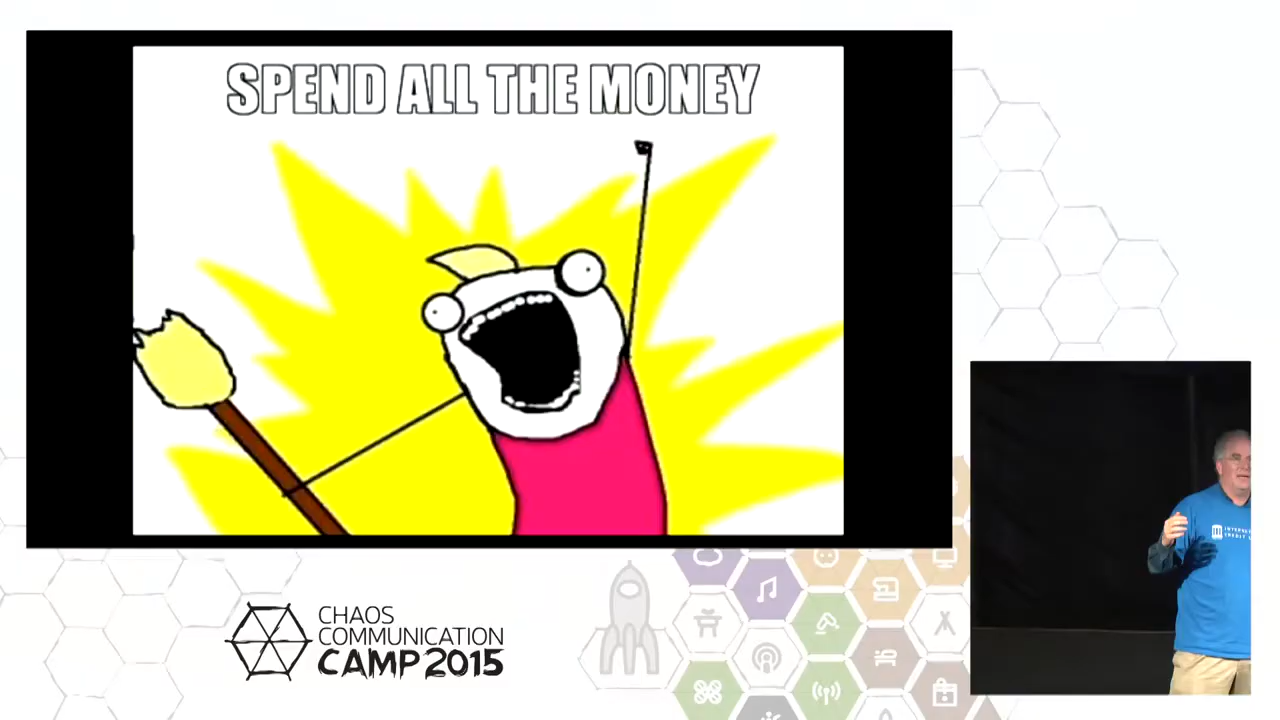 SPEND ALL THE MONEY
CHAOS
COMMUNICATION
CAMP 2015